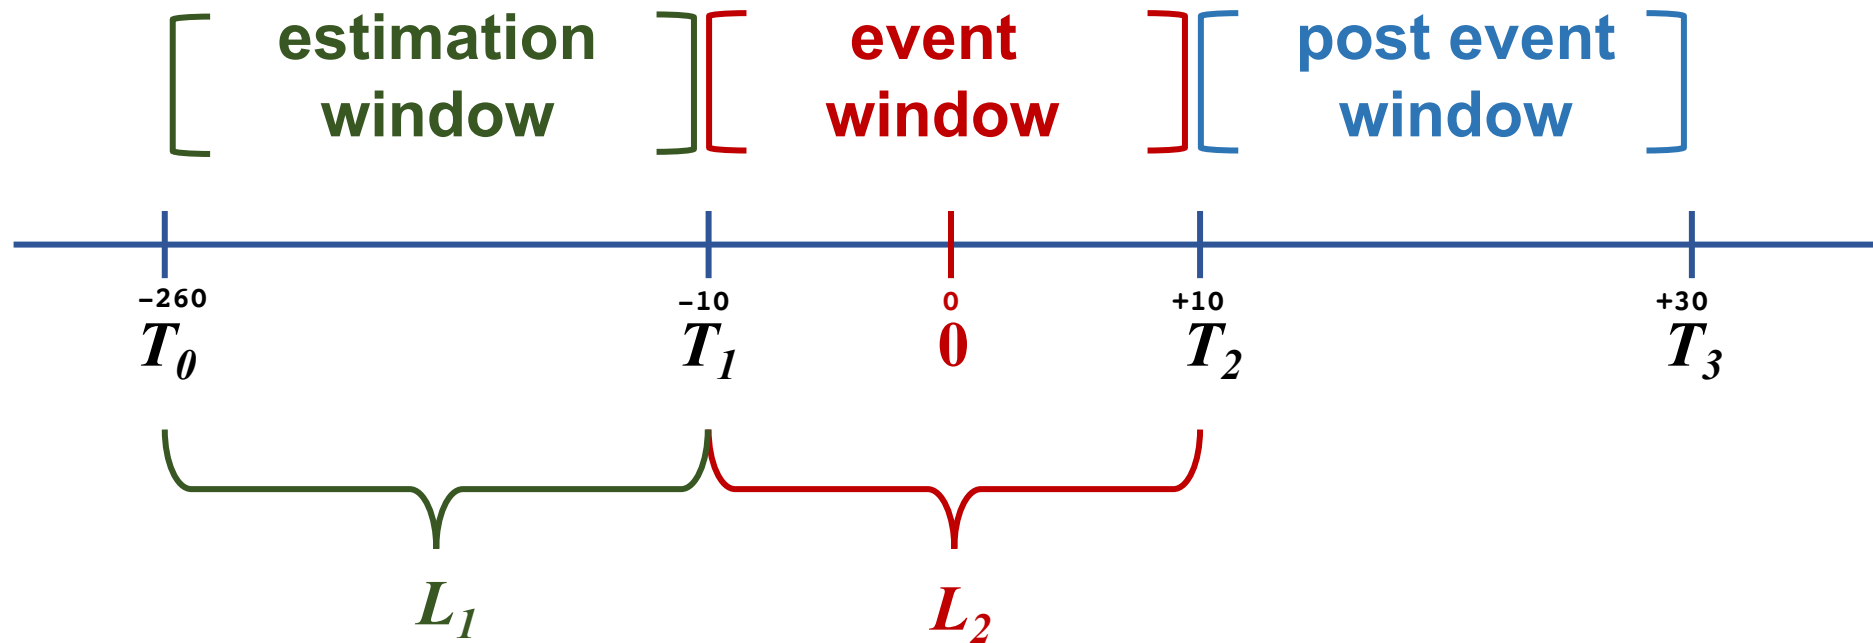 estimation
window
event
window
post event
window
-260
-10
0
+10
+30
T0
T1
0
T2
T3
L1
L2